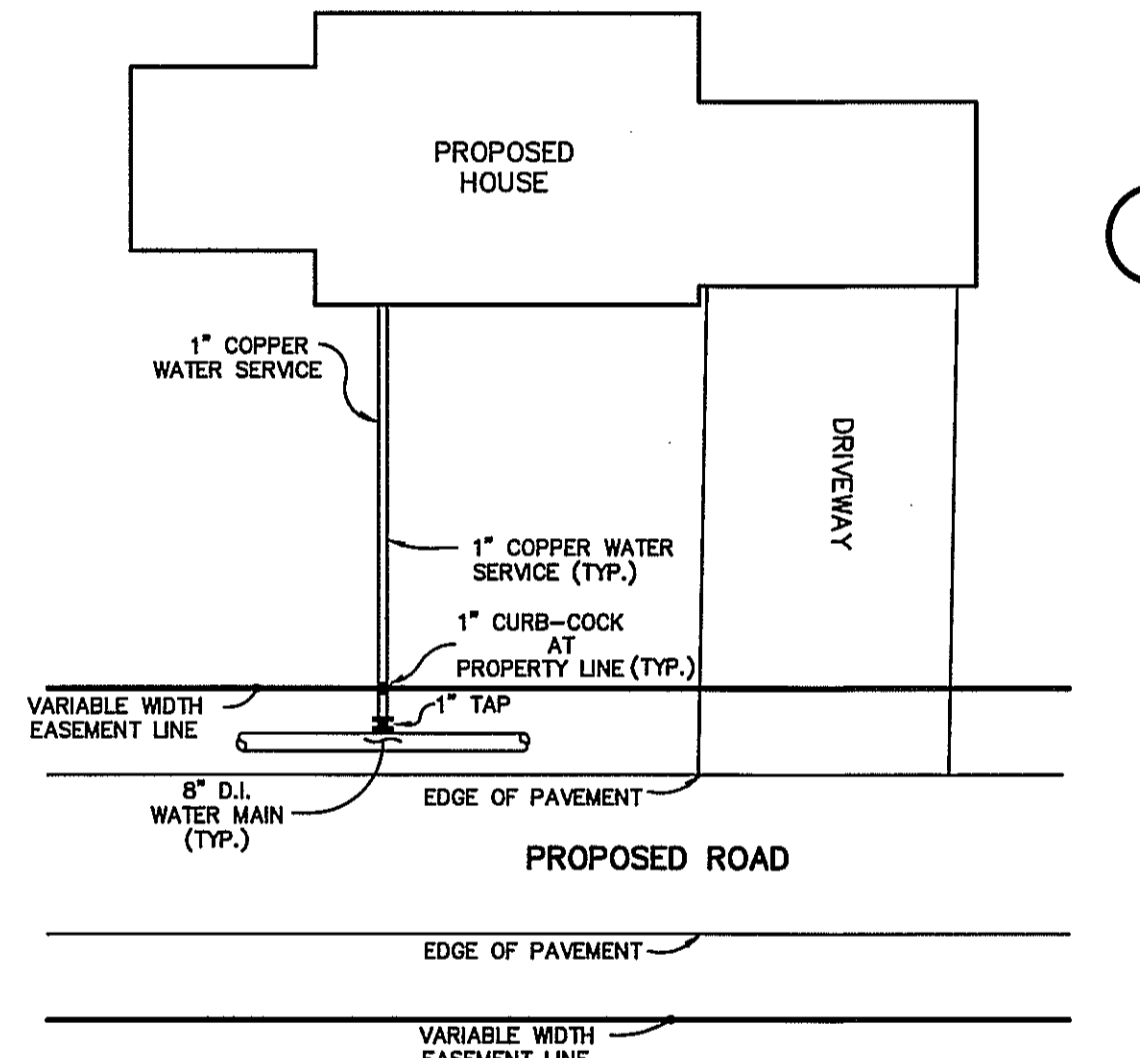 PROPOSED
HOUSE
1" COPPER
WATER SERVICE
DRIVEWAY
1" COPPER WATER
SERVICE (TYP.)
1" CURB-COCK
AT
PROPERTY LINE (TYP.)
VARIABLE WIDTH
EASEMENT LINE
1" TAP
8" D.I.
WATER MAIN
(TYP.)
EDGE OF PAVEMENT
PROPOSED ROAD
EDGE OF PAVEMENT
VARIABLE WIDTH
EASEMENT LINE